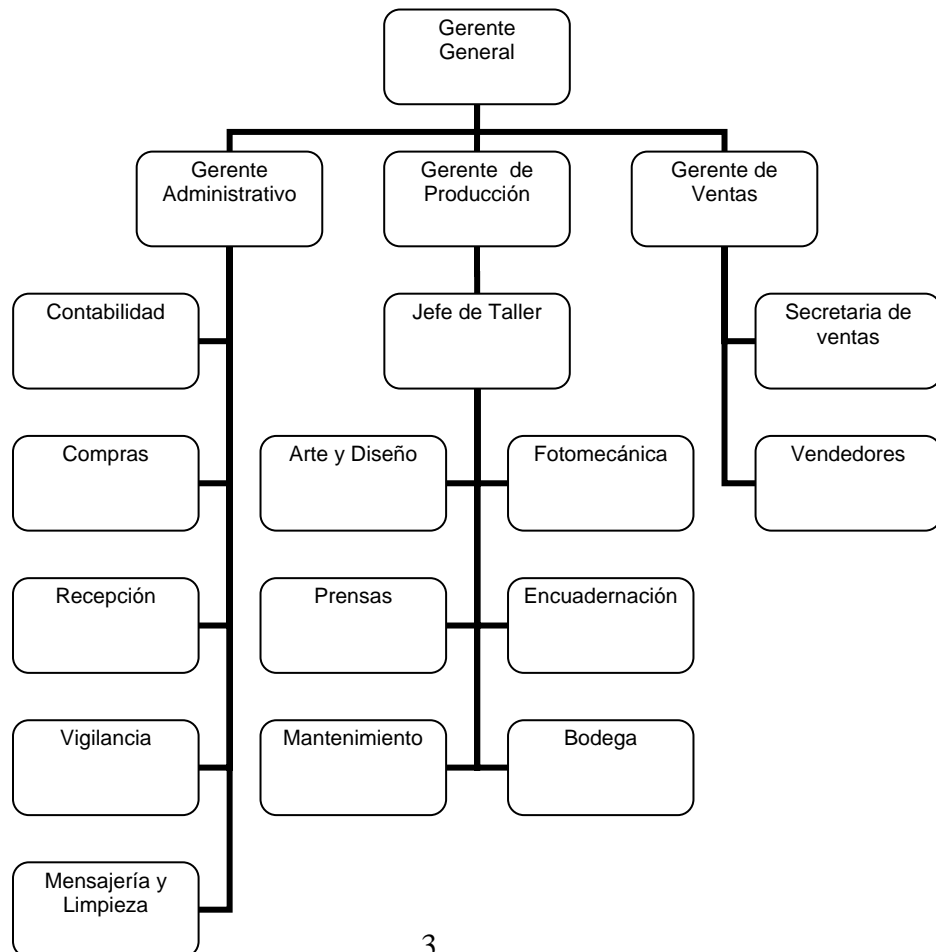 Gerente
General
Gerente
Administrativo
Gerente de
Producción
Gerente de
Ventas
Contabilidad
Jefe de Taller
Secretaria de
ventas
Compras
Arte y Diseño
Fotomecánica
Vendedores
Recepción
Prensas
Encuadernación
Vigilancia
Mantenimiento
Bodega
Mensajería y
Limpieza
3